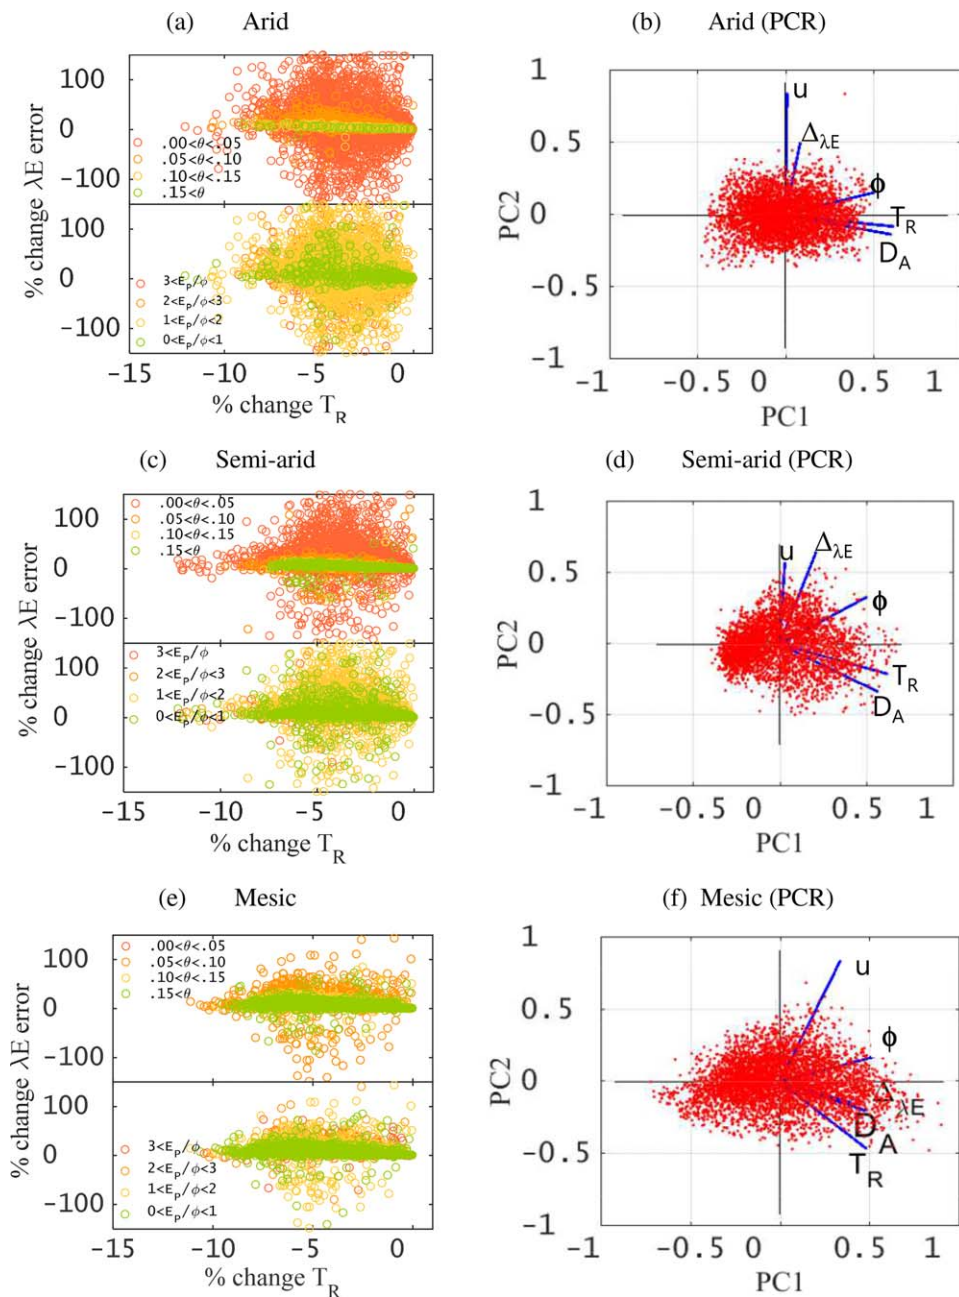 (a) Arid
(b) Arid (PCR)
% change λE error
100
0
-100
.00<θ<.05
.05<θ<.10
.10<θ<.15
.15<θ
100
0
-100
3<E_P/ϕ
2<E_P/ϕ<3
1<E_P/ϕ<2
0<E_P/ϕ<1
-15 -10 -5 0
% change T_R
PC2
1
0.5
0
-0.5
-1
u
Δ_λE
ϕ
T_R
D_A
-1 -0.5 0 0.5 1
PC1
(c) Semi-arid
(d) Semi-arid (PCR)
% change λE error
100
0
-100
.00<θ<.05
.05<θ<.10
.10<θ<.15
.15<θ
100
0
-100
3<E_P/ϕ
2<E_P/ϕ<3
1<E_P/ϕ<2
0<E_P/ϕ<1
-15 -10 -5 0
% change T_R
PC2
1
0.5
0
-0.5
-1
u
Δ_λE
ϕ
T_R
D_A
-1 -0.5 0 0.5 1
PC1
(e) Mesic
(f) Mesic (PCR)
% change λE error
100
0
-100
.00<θ<.05
.05<θ<.10
.10<θ<.15
.15<θ
100
0
-100
3<E_P/ϕ
2<E_P/ϕ<3
1<E_P/ϕ<2
0<E_P/ϕ<1
-15 -10 -5 0
% change T_R
PC2
1
0.5
0
-0.5
-1
u
ϕ
Δ_λE
D_A
T_R
-1 -0.5 0 0.5 1
PC1